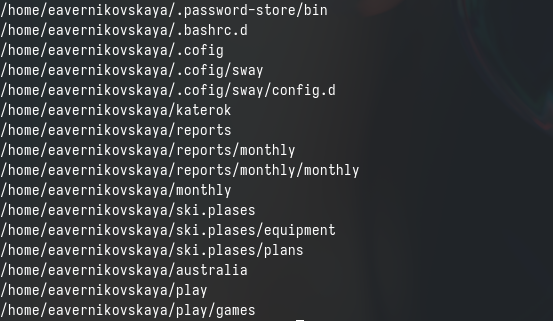 /home/eavernikovskaya/.password-store/bin
/home/eavernikovskaya/.bashrc.d
/home/eavernikovskaya/.cofig
/home/eavernikovskaya/.cofig/sway
/home/eavernikovskaya/.cofig/sway/config.d
/home/eavernikovskaya/katerok
/home/eavernikovskaya/reports
/home/eavernikovskaya/reports/monthly
/home/eavernikovskaya/reports/monthly/monthly
/home/eavernikovskaya/monthly
/home/eavernikovskaya/ski.plases
/home/eavernikovskaya/ski.plases/equipment
/home/eavernikovskaya/ski.plases/plans
/home/eavernikovskaya/australia
/home/eavernikovskaya/play
/home/eavernikovskaya/play/games